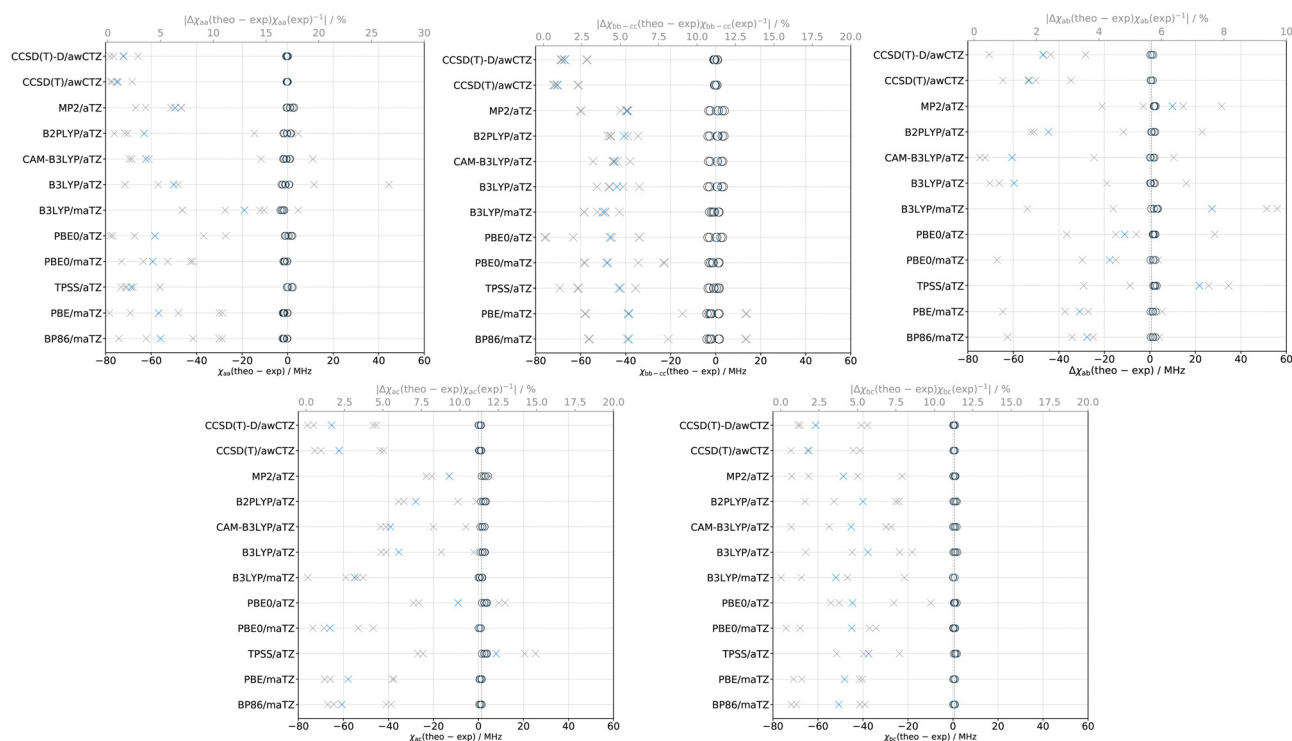 |Δχaa(theo − exp)χaa(exp)⁻¹| / %
0 5 10 15 20 25 30
CCSD(T)-D/awCTZ
CCSD(T)/awCTZ
MP2/aTZ
B2PLYP/aTZ
CAM-B3LYP/aTZ
B3LYP/aTZ
B3LYP/maTZ
PBE0/aTZ
PBE0/maTZ
TPSS/aTZ
PBE/maTZ
BP86/maTZ
−80 −60 −40 −20 0 20 40 60
χaa(theo − exp) / MHz
|Δχbb−cc(theo − exp)χbb−cc(exp)⁻¹| / %
0.0 2.5 5.0 7.5 10.0 12.5 15.0 17.5 20.0
CCSD(T)-D/awCTZ
CCSD(T)/awCTZ
MP2/aTZ
B2PLYP/aTZ
CAM-B3LYP/aTZ
B3LYP/aTZ
B3LYP/maTZ
PBE0/aTZ
PBE0/maTZ
TPSS/aTZ
PBE/maTZ
BP86/maTZ
−80 −60 −40 −20 0 20 40 60
χbb−cc(theo − exp) / MHz
|Δχab(theo − exp)χab(exp)⁻¹| / %
0 2 4 6 8 10
CCSD(T)-D/awCTZ
CCSD(T)/awCTZ
MP2/aTZ
B2PLYP/aTZ
CAM-B3LYP/aTZ
B3LYP/aTZ
B3LYP/maTZ
PBE0/aTZ
PBE0/maTZ
TPSS/aTZ
PBE/maTZ
BP86/maTZ
−80 −60 −40 −20 0 20 40 60
Δχab(theo − exp) / MHz
|Δχac(theo − exp)χac(exp)⁻¹| / %
0.0 2.5 5.0 7.5 10.0 12.5 15.0 17.5 20.0
CCSD(T)-D/awCTZ
CCSD(T)/awCTZ
MP2/aTZ
B2PLYP/aTZ
CAM-B3LYP/aTZ
B3LYP/aTZ
B3LYP/maTZ
PBE0/aTZ
PBE0/maTZ
TPSS/aTZ
PBE/maTZ
BP86/maTZ
−80 −60 −40 −20 0 20 40 60
χac(theo − exp) / MHz
|Δχbc(theo − exp)χbc(exp)⁻¹| / %
0.0 2.5 5.0 7.5 10.0 12.5 15.0 17.5 20.0
CCSD(T)-D/awCTZ
CCSD(T)/awCTZ
MP2/aTZ
B2PLYP/aTZ
CAM-B3LYP/aTZ
B3LYP/aTZ
B3LYP/maTZ
PBE0/aTZ
PBE0/maTZ
TPSS/aTZ
PBE/maTZ
BP86/maTZ
−80 −60 −40 −20 0 20 40 60
χbc(theo − exp) / MHz